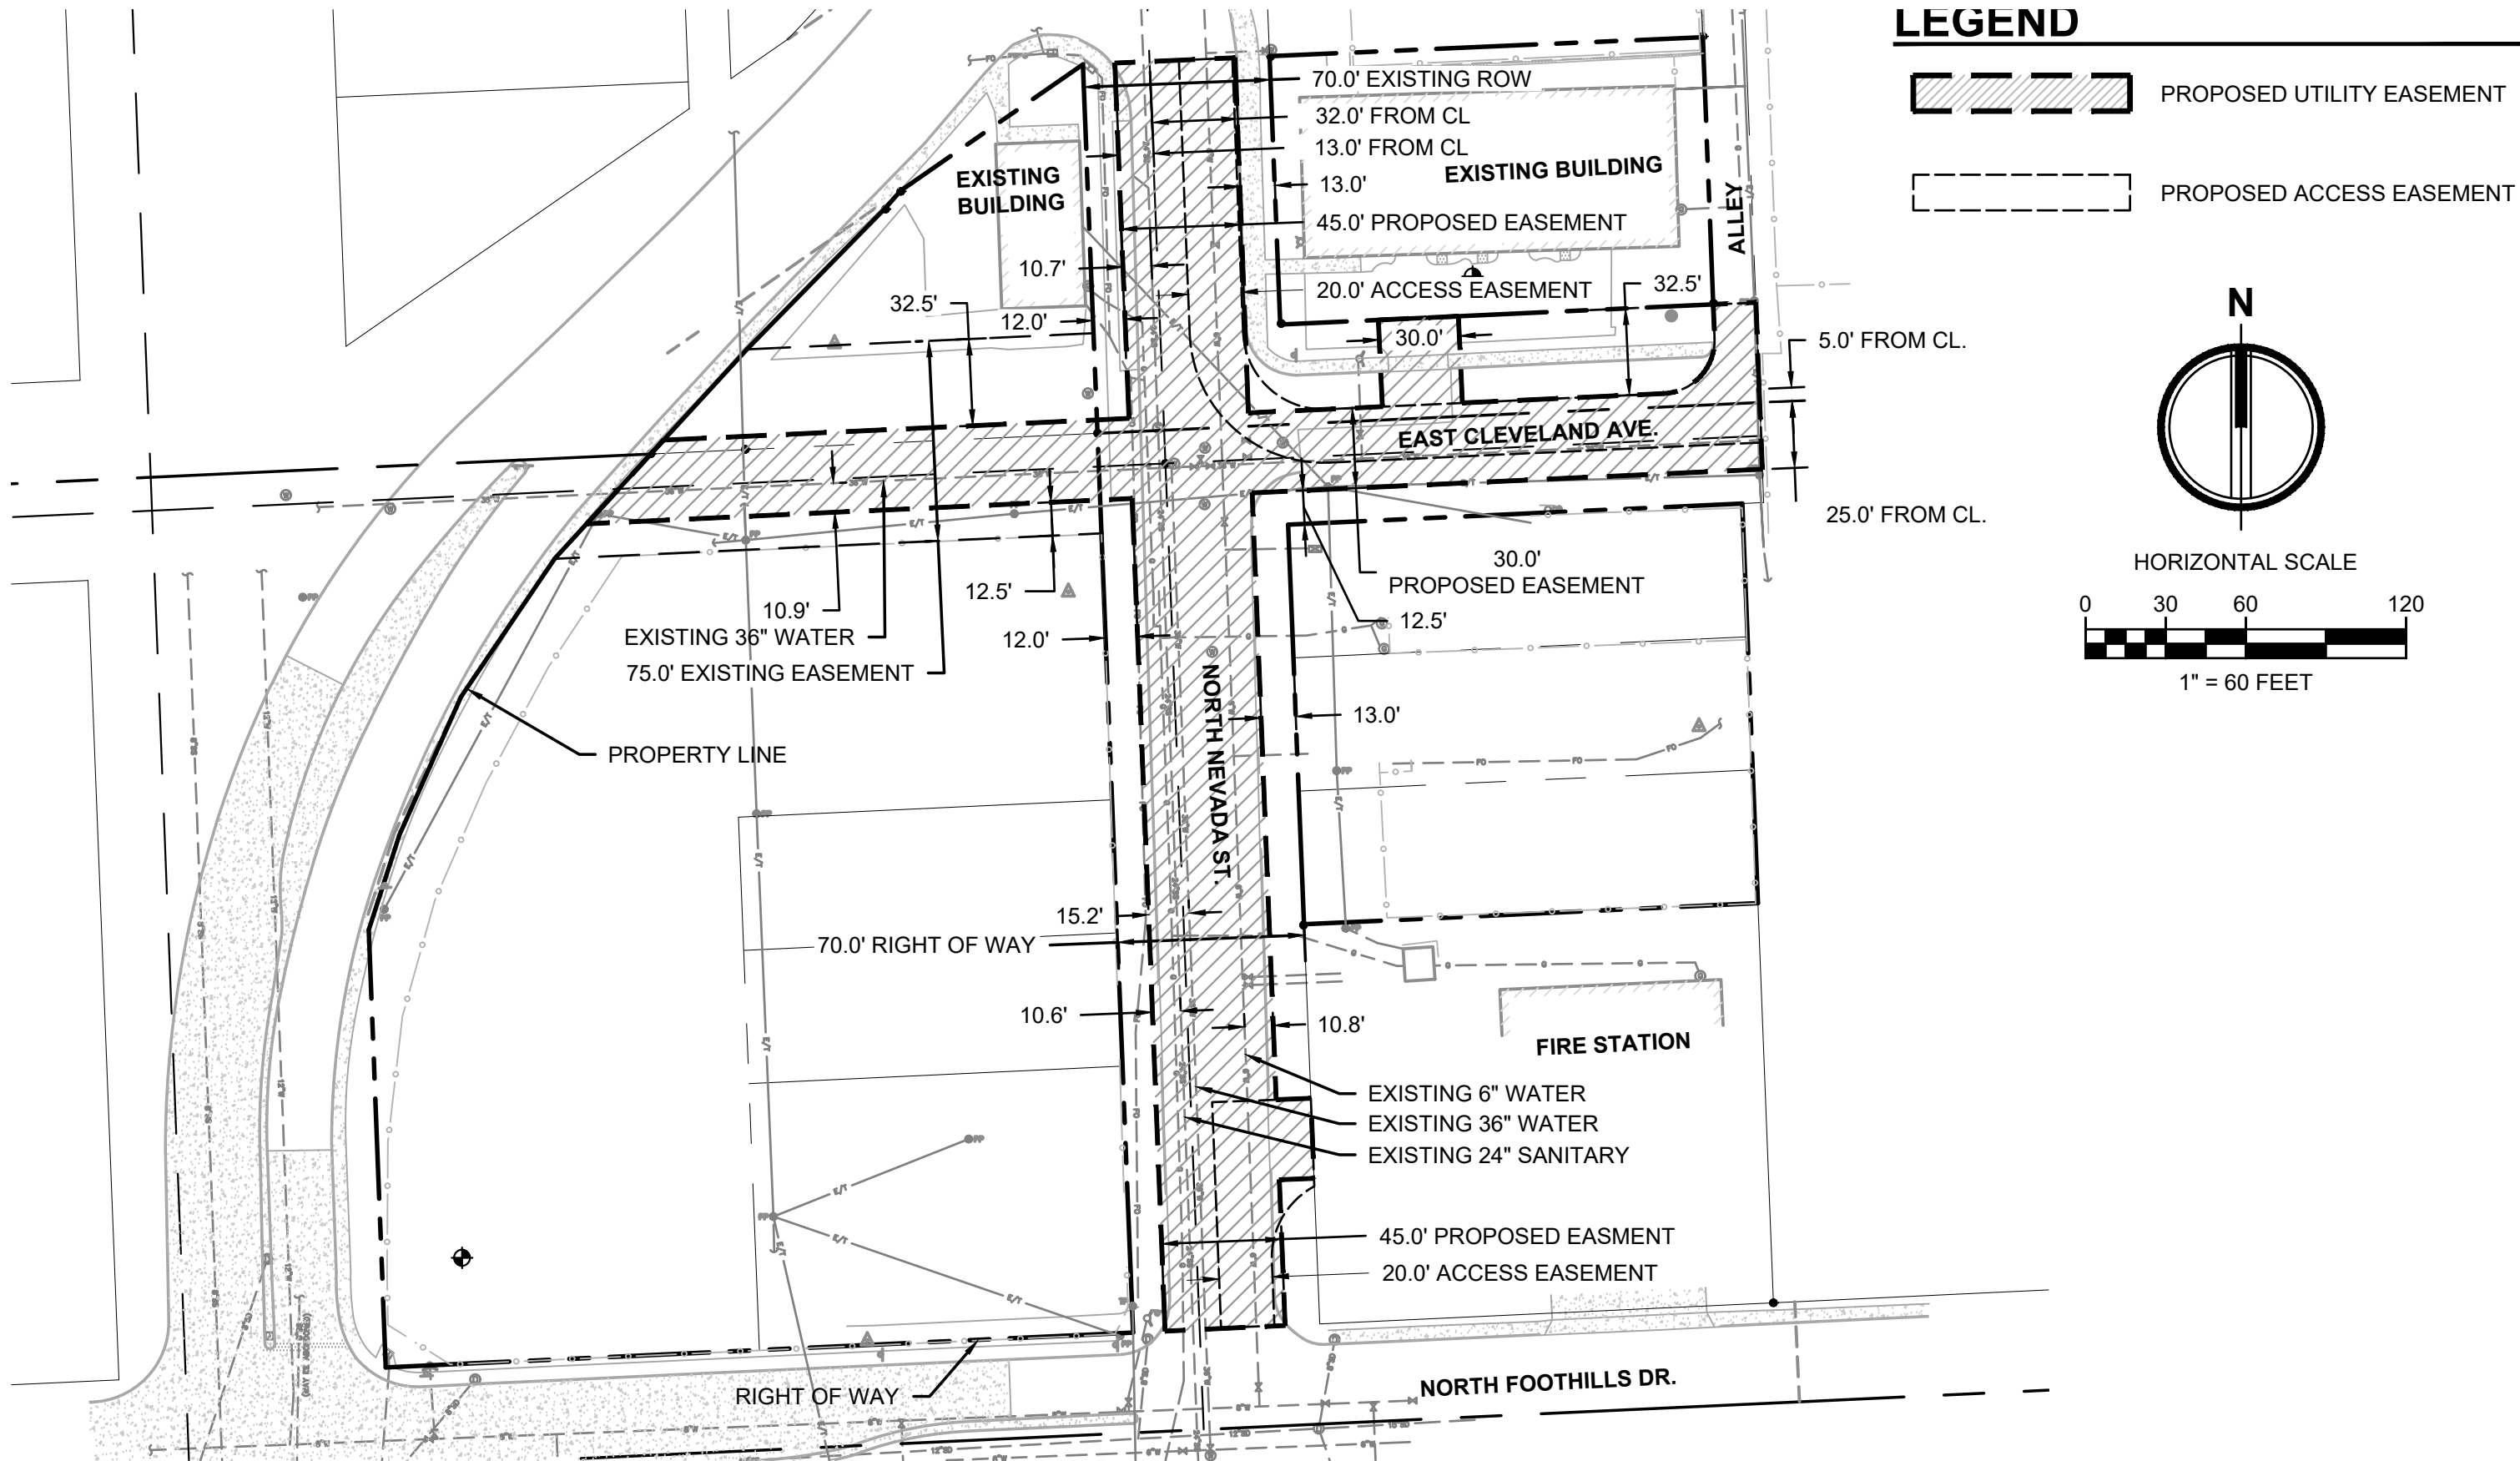 LEGEND
PROPOSED UTILITY EASEMENT
PROPOSED ACCESS EASEMENT
N
HORIZONTAL SCALE
0 30 60 120
1" = 60 FEET
70.0' EXISTING ROW
32.0' FROM CL
13.0' FROM CL
EXISTING BUILDING
13.0'
45.0' PROPOSED EASEMENT
20.0' ACCESS EASEMENT
32.5'
ALLEY
30.0'
5.0' FROM CL.
EXISTING
BUILDING
10.7'
32.5'
12.0'
EAST CLEVELAND AVE.
25.0' FROM CL.
30.0'
PROPOSED EASEMENT
12.5'
12.5'
10.9'
EXISTING 36" WATER
12.0'
75.0' EXISTING EASEMENT
NORTH NEVADA ST.
13.0'
PROPERTY LINE
15.2'
70.0' RIGHT OF WAY
10.6'
10.8'
FIRE STATION
EXISTING 6" WATER
EXISTING 36" WATER
EXISTING 24" SANITARY
45.0' PROPOSED EASMENT
20.0' ACCESS EASEMENT
RIGHT OF WAY
NORTH FOOTHILLS DR.